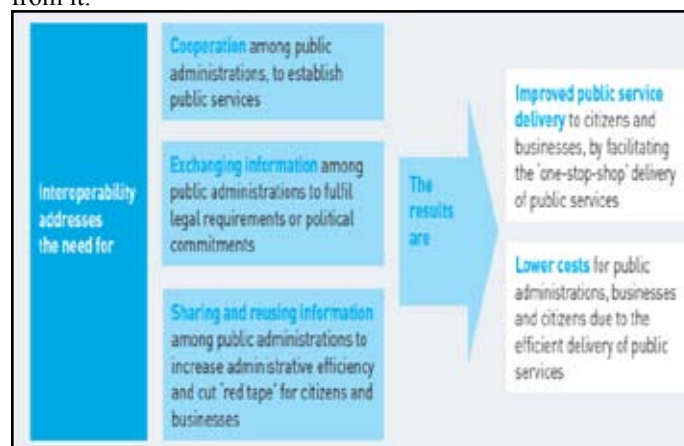 from it.
Interoperability
addresses
the need for
Cooperation among public
administrations, to establish
public services
Exchanging information among
public administrations to fulfil
legal requirements or political
commitments
Sharing and reusing information
among public administrations to
increase administrative efficiency
and cut 'red tape' for citizens and
businesses
The
results
are
Improved public service
delivery to citizens and
businesses, by facilitating
the 'one-stop-shop' delivery
of public services
Lower costs for public
administrations, businesses
and citizens due to the
efficient delivery of public
services